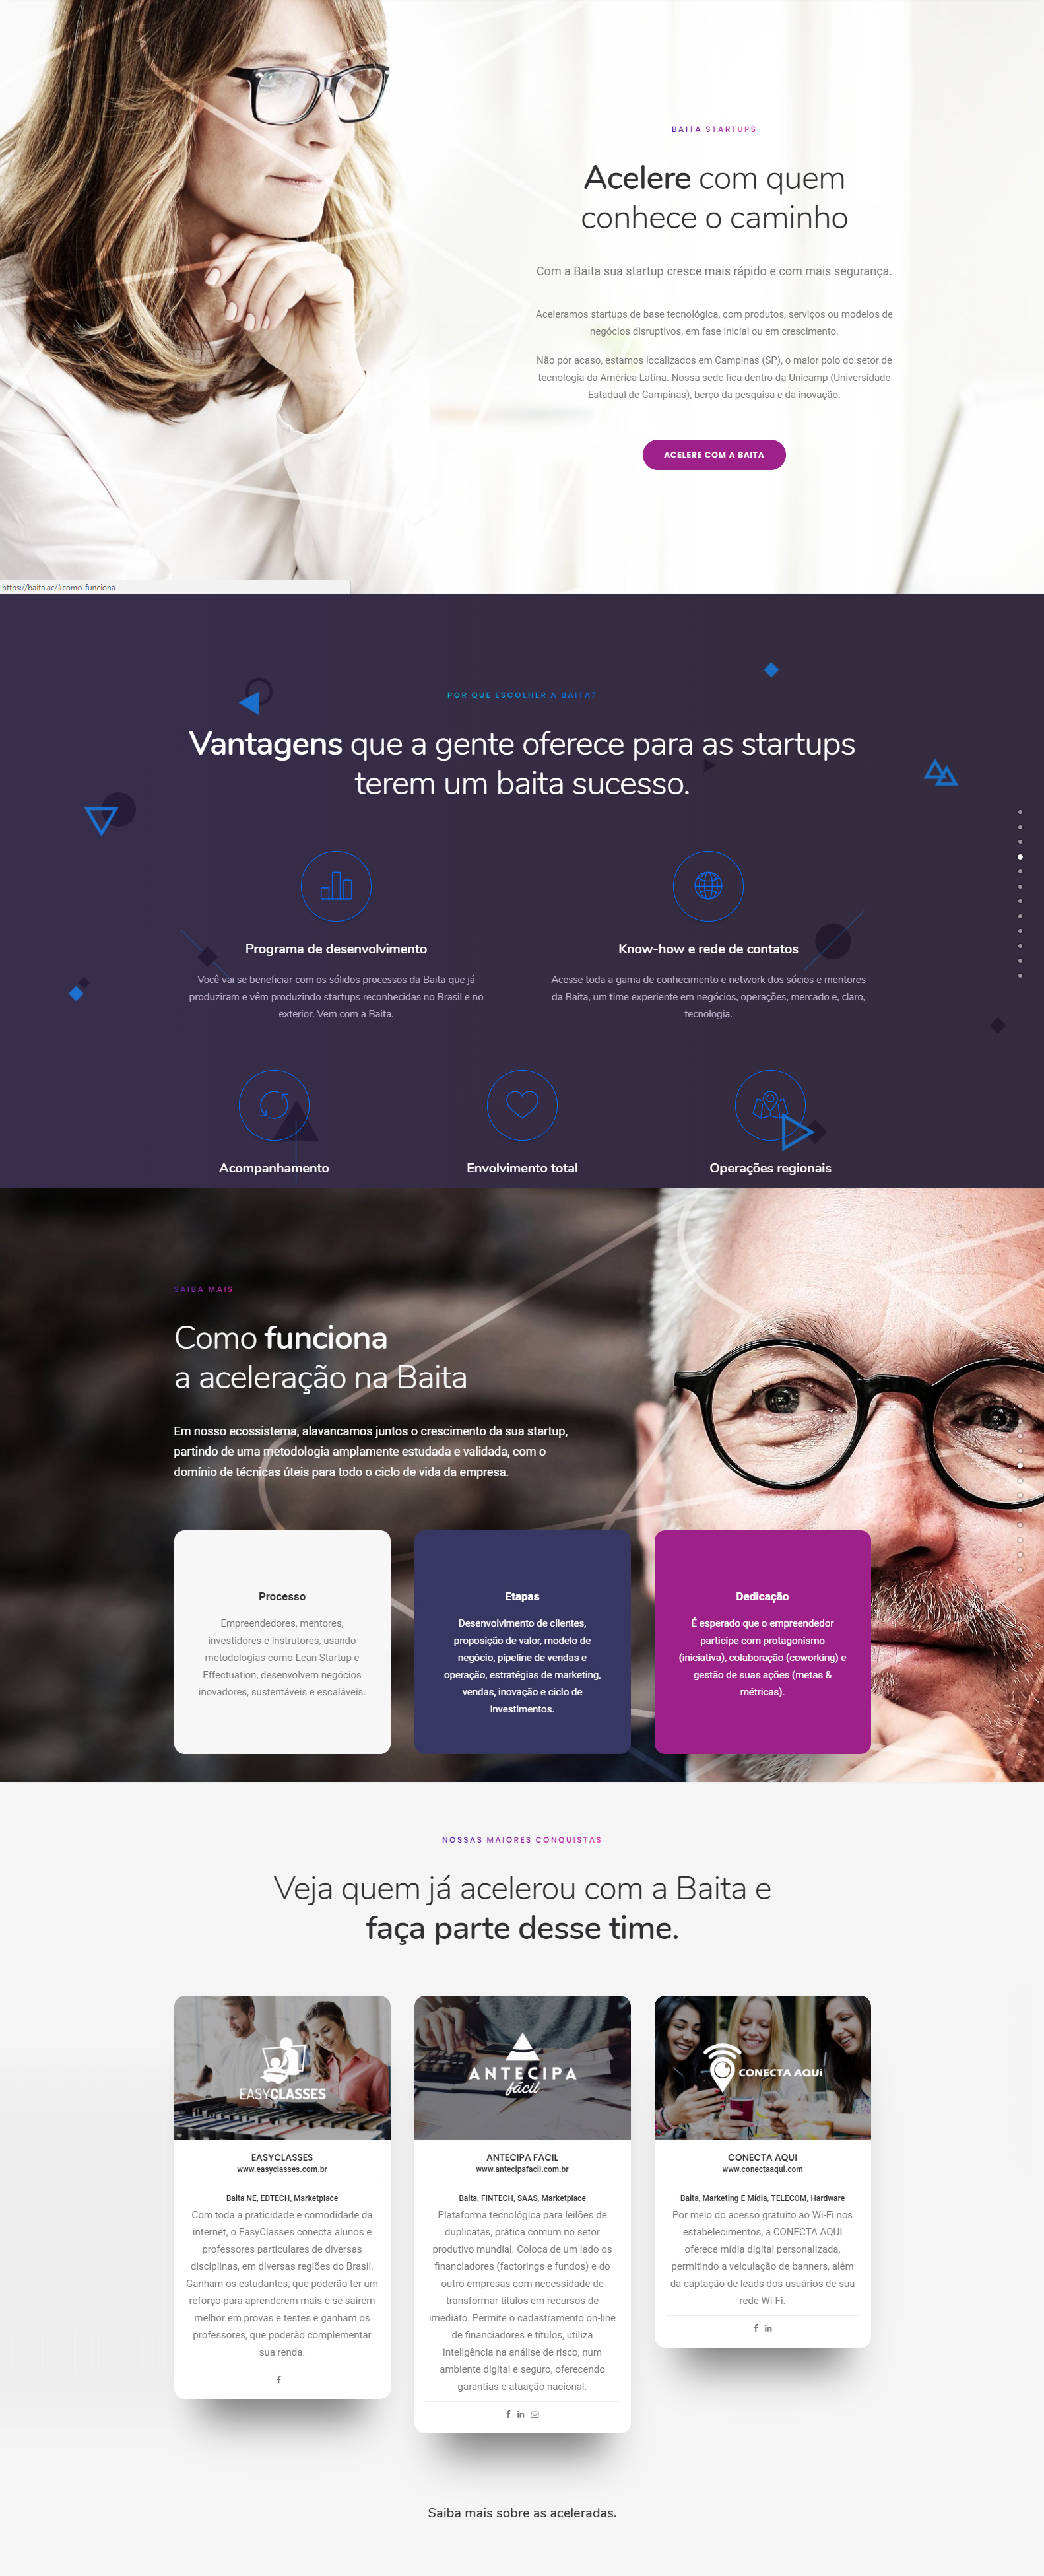 BAITA STARTUPS
Acelere com quem
conhece o caminho
Com a Baita sua startup cresce mais rápido e com mais segurança.
Aceleramos startups de base tecnológica, com produtos, serviços ou modelos de
negócios disruptivos, em fase inicial ou em crescimento.
Não por acaso, estamos localizados em Campinas (SP), o maior polo do setor de
tecnologia da América Latina. Nossa sede fica dentro da Unicamp (Universidade
Estadual de Campinas), berço da pesquisa e da inovação.
ACELERE COM A BAITA
https://baita.ac/#como-funciona
POR QUE ESCOLHER A BAITA?
Vantagens que a gente oferece para as startups
terem um baita sucesso.
Programa de desenvolvimento
Você vai se beneficiar com os sólidos processos da Baita que já
produziram e vêm produzindo startups reconhecidas no Brasil e no
exterior. Vem com a Baita.
Know-how e rede de contatos
Acesse toda a gama de conhecimento e network dos sócios e mentores
da Baita, um time experiente em negócios, operações, mercado e, claro,
tecnologia.
Acompanhamento
Envolvimento total
Operações regionais
SAIBA MAIS
Como funciona
a aceleração na Baita
Em nosso ecossistema, alavancamos juntos o crescimento da sua startup,
partindo de uma metodologia amplamente estudada e validada, com o
domínio de técnicas úteis para todo o ciclo de vida da empresa.
Processo
Empreendedores, mentores,
investidores e instrutores, usando
metodologias como Lean Startup e
Effectuation, desenvolvem negócios
inovadores, sustentáveis e escaláveis.
Etapas
Desenvolvimento de clientes,
proposição de valor, modelo de
negócio, pipeline de vendas e
operação, estratégias de marketing,
vendas, inovação e ciclo de
investimentos.
Dedicação
É esperado que o empreendedor
participe com protagonismo
(iniciativa), colaboração (coworking) e
gestão de suas ações (metas &
métricas).
NOSSAS MAIORES CONQUISTAS
Veja quem já acelerou com a Baita e
faça parte desse time.
EASYCLASSES
EASYCLASSES
www.easyclasses.com.br
Baita NE, EDTECH, Marketplace
Com toda a praticidade e comodidade da
internet, o EasyClasses conecta alunos e
professores particulares de diversas
disciplinas, em diversas regiões do Brasil.
Ganham os estudantes, que poderão ter um
reforço para aprenderem mais e se saírem
melhor em provas e testes e ganham os
professores, que poderão complementar
sua renda.
ANTECIPA
fácil
ANTECIPA FÁCIL
www.antecipafacil.com.br
Baita, FINTECH, SAAS, Marketplace
Plataforma tecnológica para leilões de
duplicatas, prática comum no setor
produtivo mundial. Coloca de um lado os
financiadores (factorings e fundos) e do
outro empresas com necessidade de
transformar títulos em recursos de
imediato. Permite o cadastramento on-line
de financiadores e títulos, utiliza
inteligência na análise de risco, num
ambiente digital e seguro, oferecendo
garantias e atuação nacional.
CONECTA AQUi
CONECTA AQUI
www.conectaaqui.com
Baita, Marketing E Mídia, TELECOM, Hardware
Por meio do acesso gratuito ao Wi-Fi nos
estabelecimentos, a CONECTA AQUI
oferece mídia digital personalizada,
permitindo a veiculação de banners, além
da captação de leads dos usuários de sua
rede Wi-Fi.
Saiba mais sobre as aceleradas.